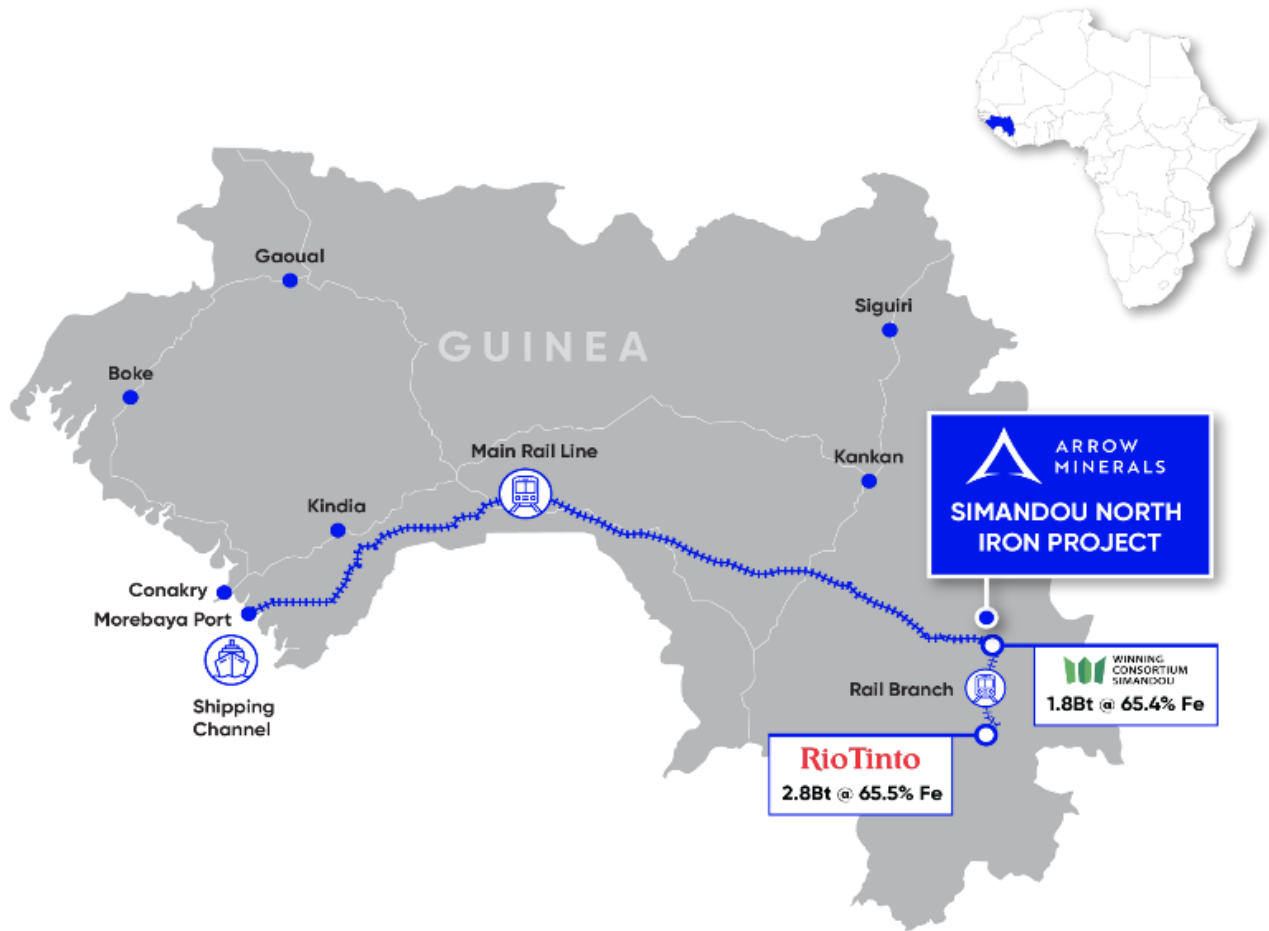 Gaoual
Siguiri
GUINEA
Boke
Main Rail Line
Kankan
ARROW
MINERALS
SIMANDOU NORTH
IRON PROJECT
Kindia
Conakry
Morebaya Port
Shipping
Channel
Rail Branch
WINNING
CONSORTIUM
SIMANDOU
1.8Bt @ 65.4% Fe
RioTinto
2.8Bt @ 65.5% Fe